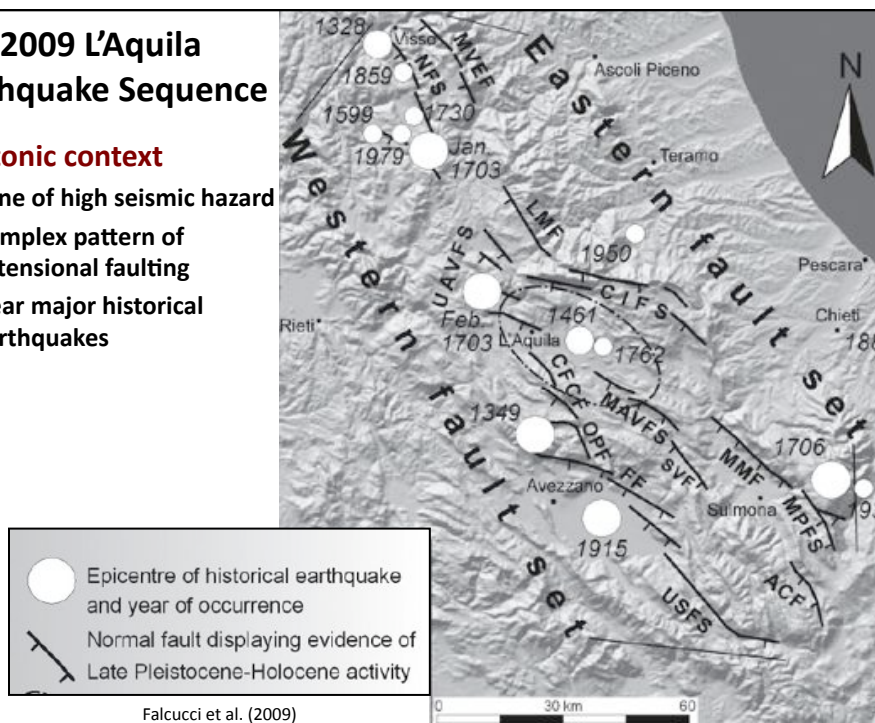 2009 L'Aquila
hquake Sequence
tonic context
ne of high seismic hazard
mplex pattern of
tensional faulting
ear major historical
rthquakes
1328
Visso
MVEF
NFS
1859
1599
1730
1979
Jan.
1703
Eastern fault set
Ascoli Piceno
N
Teramo
Western fault set
LMF
1950
UAVFS
Pescara
CIFS
Feb.
1703
1461
Chieti
188
Rieti
L'Aquila
1762
CFCF
MAVFS
1349
OPF
FF
SVF
MMF
1706
Avezzano
Sulmona
MPFS
193
1915
ACF
USFS
Epicentre of historical earthquake
and year of occurrence
Normal fault displaying evidence of
Late Pleistocene-Holocene activity
0 30 km 60
Falcucci et al. (2009)